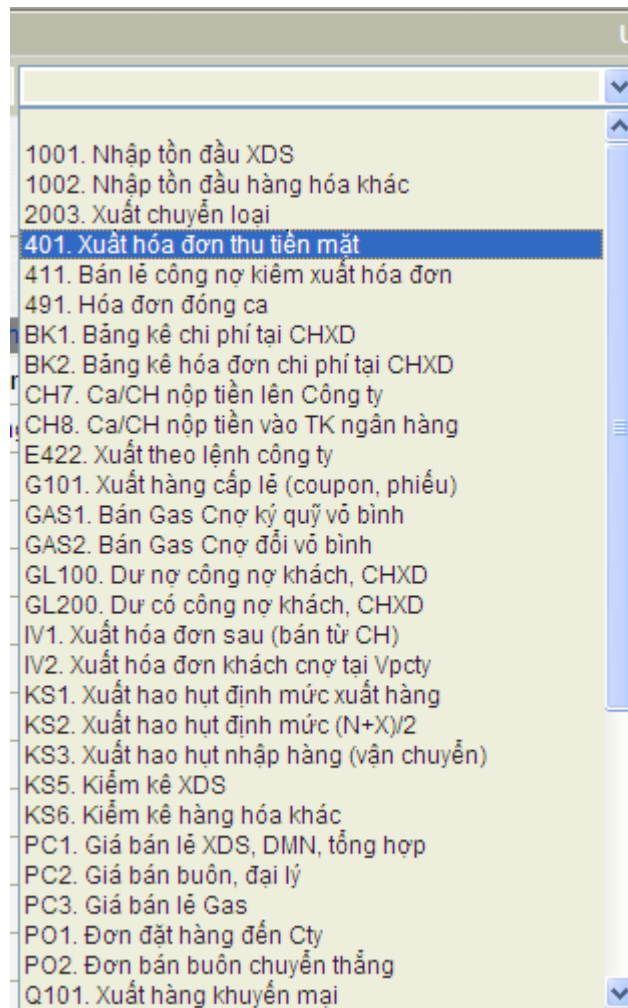 1001. Nhập tồn đầu XDS
1002. Nhập tồn đầu hàng hóa khác
2003. Xuất chuyển loại
401. Xuất hóa đơn thu tiền mặt
411. Bán lẻ công nợ kiêm xuất hóa đơn
491. Hóa đơn đóng ca
BK1. Bảng kê chi phí tại CHXD
BK2. Bảng kê hóa đơn chi phí tại CHXD
CH7. Ca/CH nộp tiền lên Công ty
CH8. Ca/CH nộp tiền vào TK ngân hàng
E422. Xuất theo lệnh công ty
G101. Xuất hàng cấp lẻ (coupon, phiếu)
GAS1. Bán Gas Cnợ ký quỹ vỏ bình
GAS2. Bán Gas Cnợ đổi vỏ bình
GL100. Dư nợ công nợ khách, CHXD
GL200. Dư có công nợ khách, CHXD
IV1. Xuất hóa đơn sau (bán từ CH)
IV2. Xuất hóa đơn khách cnợ tại Vpcty
KS1. Xuất hao hụt định mức xuất hàng
KS2. Xuất hao hụt định mức (N+X)/2
KS3. Xuất hao hụt nhập hàng (vận chuyển)
KS5. Kiểm kê XDS
KS6. Kiểm kê hàng hóa khác
PC1. Giá bán lẻ XDS, DMN, tổng hợp
PC2. Giá bán buôn, đại lý
PC3. Giá bán lẻ Gas
PO1. Đơn đặt hàng đến Cty
PO2. Đơn bán buôn chuyển thẳng
Q101. Xuất hàng khuyến mại